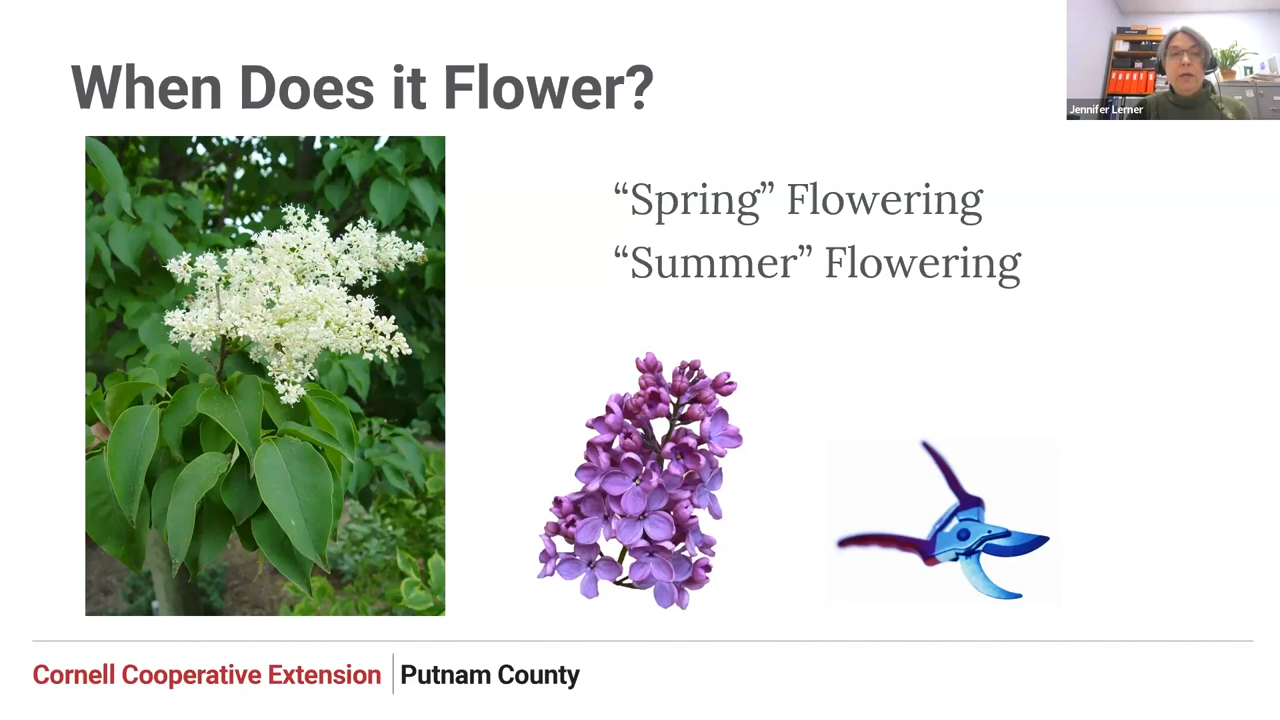 When Does it Flower?
Jennifer Lerner
“Spring” Flowering
“Summer” Flowering
Cornell Cooperative Extension | Putnam County